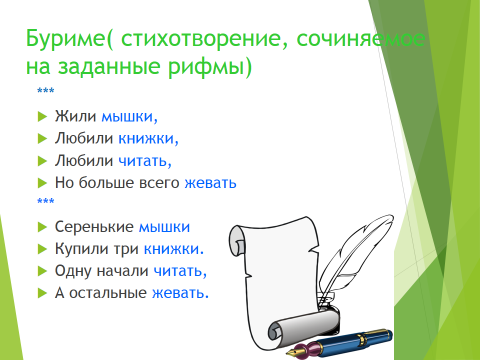 Буриме( стихотворение, сочиняемое
на заданные рифмы)
***
Жили мышки,
Любили книжки,
Любили читать,
Но больше всего жевать
***
Серенькие мышки
Купили три книжки.
Одну начали читать,
А остальные жевать.